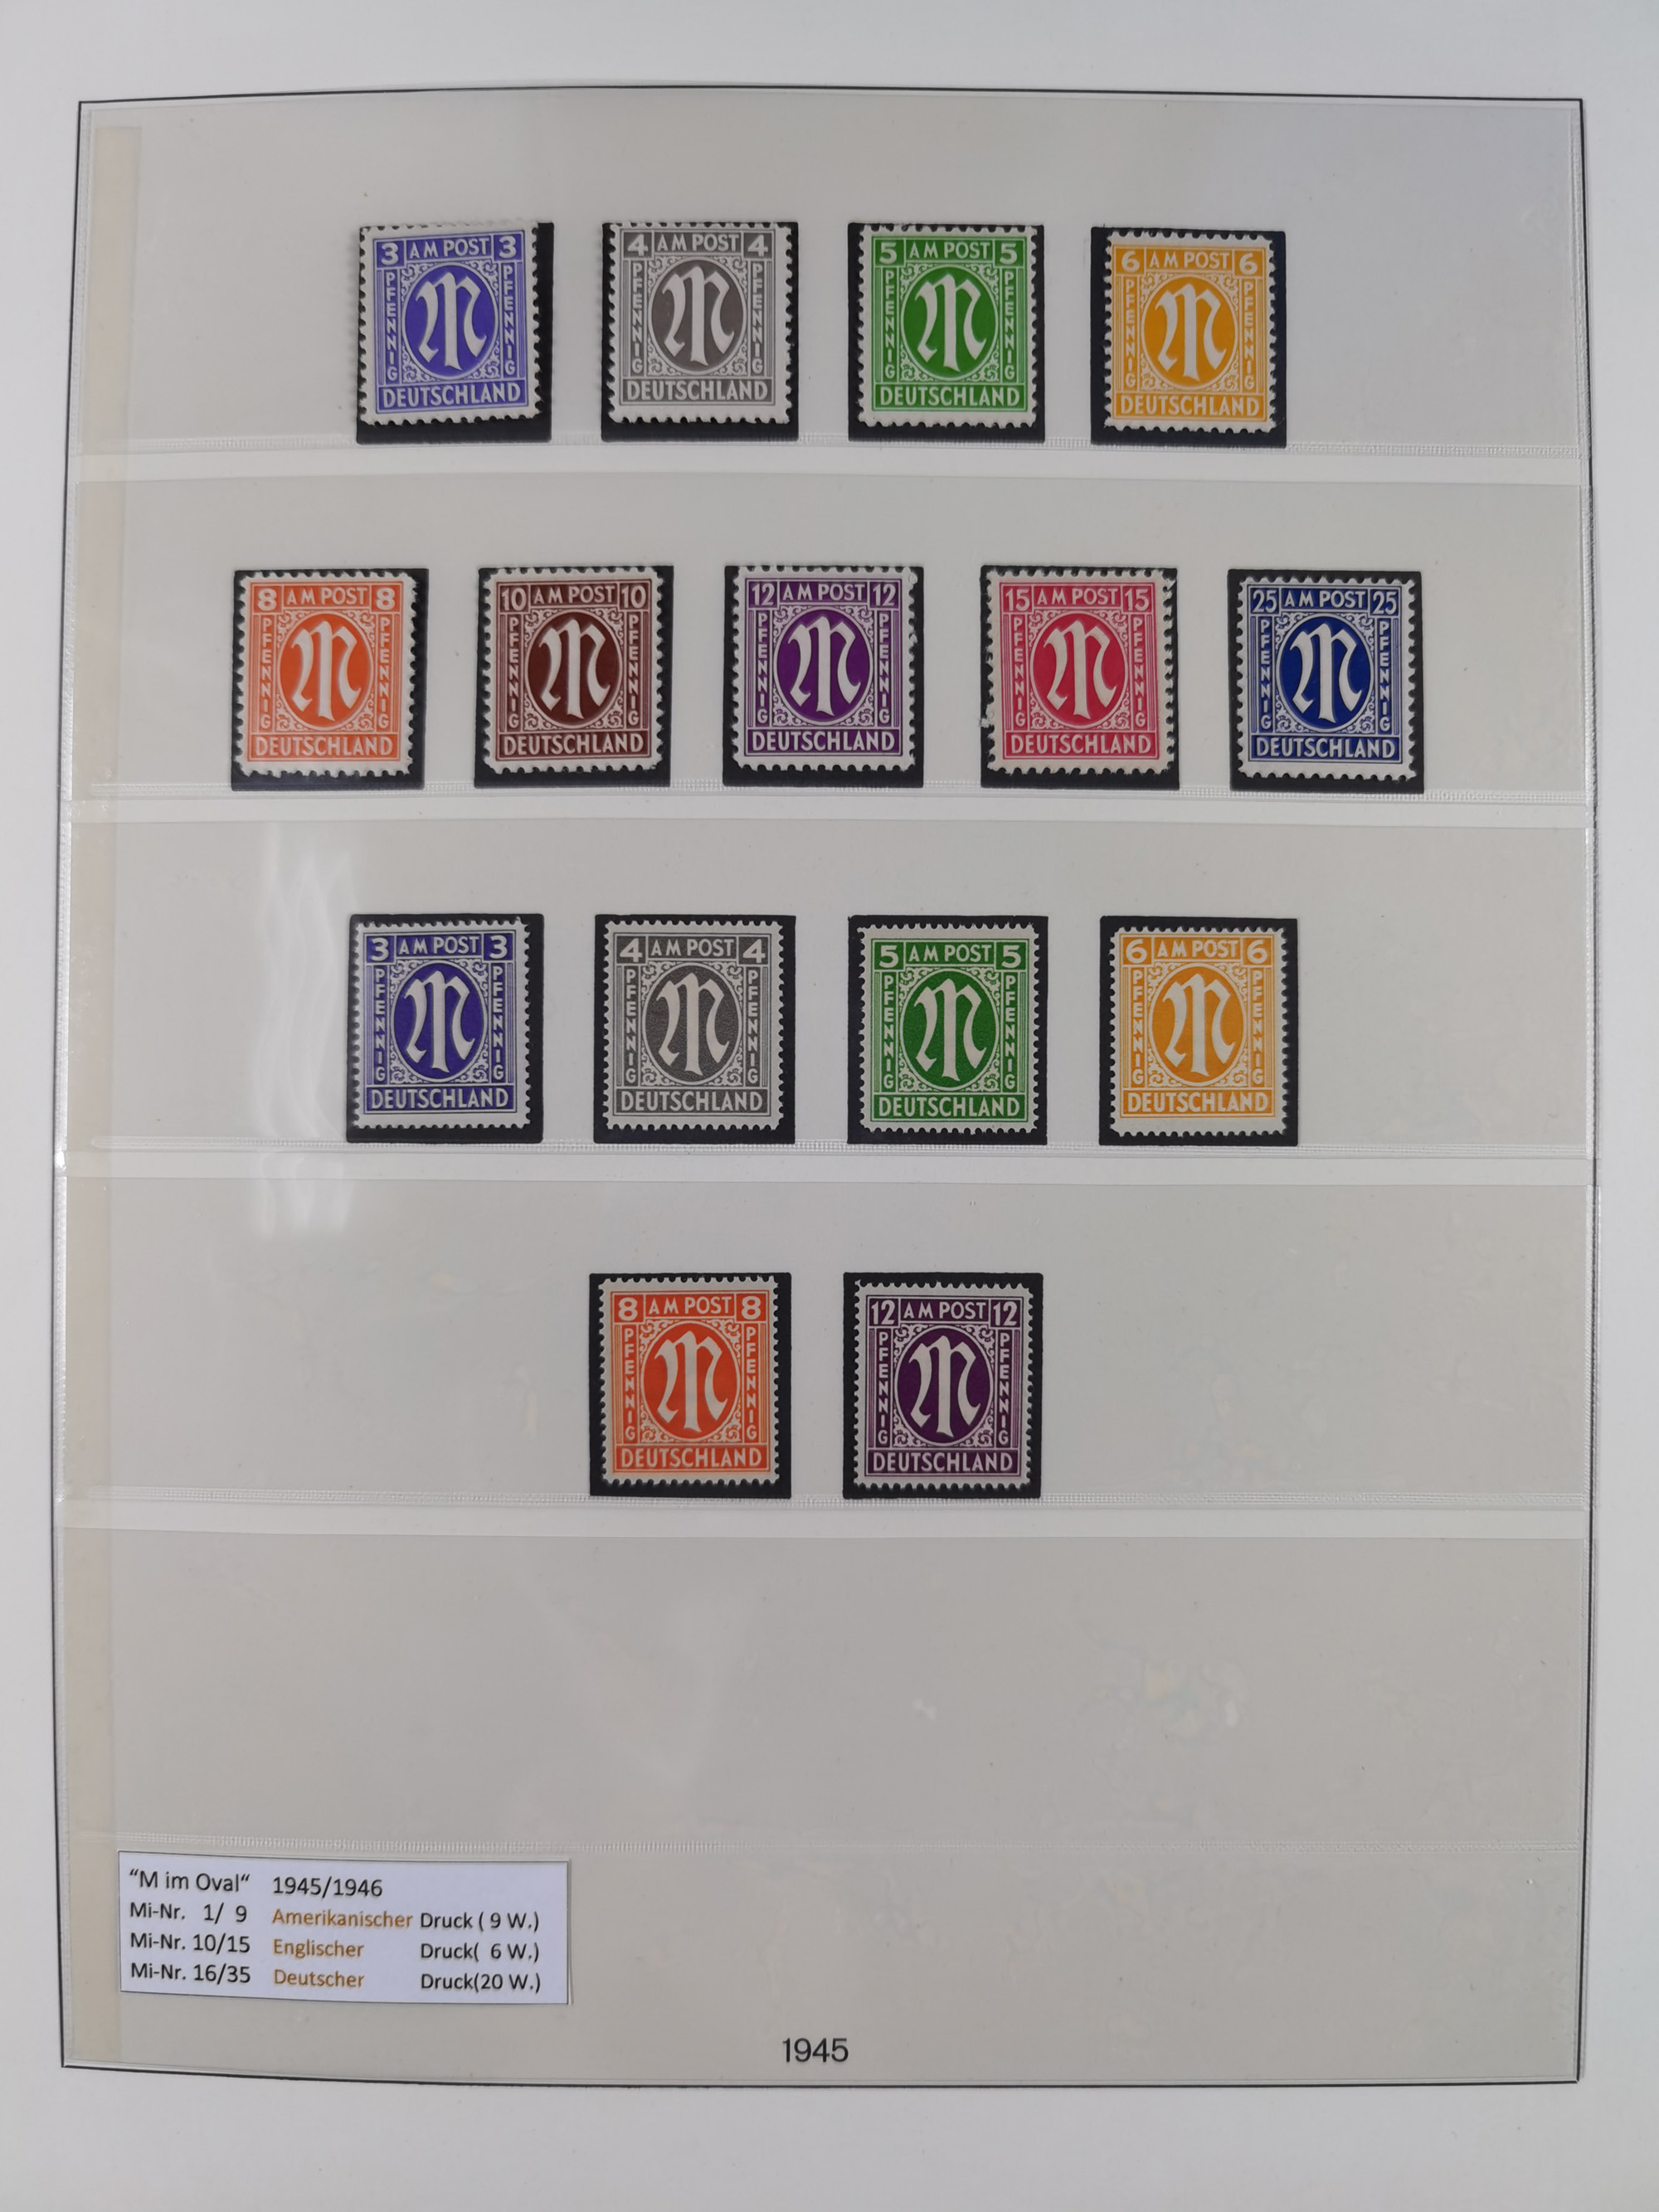 3 AM POST 3
PFENNIG PFENNIG
M
DEUTSCHLAND
4 AM POST 4
PFENNIG PFENNIG
M
DEUTSCHLAND
5 AM POST 5
PFENNIG PFENNIG
M
DEUTSCHLAND
6 AM POST 6
PFENNIG PFENNIG
M
DEUTSCHLAND
8 AM POST 8
PFENNIG PFENNIG
M
DEUTSCHLAND
10 AM POST 10
PFENNIG PFENNIG
M
DEUTSCHLAND
12 AM POST 12
PFENNIG PFENNIG
M
DEUTSCHLAND
15 AM POST 15
PFENNIG PFENNIG
M
DEUTSCHLAND
25 AM POST 25
PFENNIG PFENNIG
M
DEUTSCHLAND
3 AM POST 3
PFENNIG PFENNIG
M
DEUTSCHLAND
4 AM POST 4
PFENNIG PFENNIG
M
DEUTSCHLAND
5 AM POST 5
PFENNIG PFENNIG
M
DEUTSCHLAND
6 AM POST 6
PFENNIG PFENNIG
M
DEUTSCHLAND
8 AM POST 8
PFENNIG PFENNIG
M
DEUTSCHLAND
12 AM POST 12
PFENNIG PFENNIG
M
DEUTSCHLAND
“M im Oval“ 1945/1946
Mi-Nr. 1/ 9 Amerikanischer Druck ( 9 W.)
Mi-Nr. 10/15 Englischer Druck( 6 W.)
Mi-Nr. 16/35 Deutscher Druck(20 W.)
1945